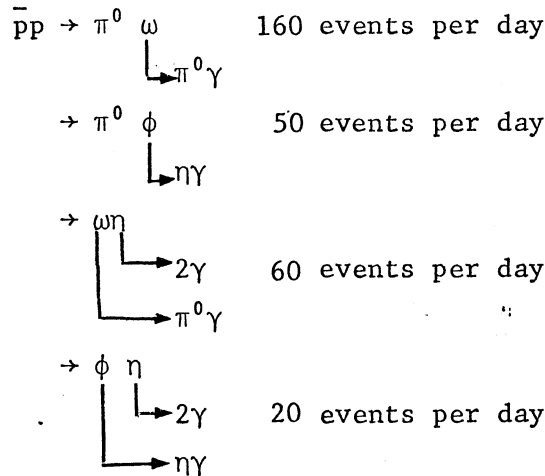 p̄p → π⁰ ω 160 events per day
π⁰γ
→ π⁰ φ 50 events per day
ηγ
→ ωη
2γ 60 events per day
π⁰γ
→ φ η
2γ 20 events per day
ηγ